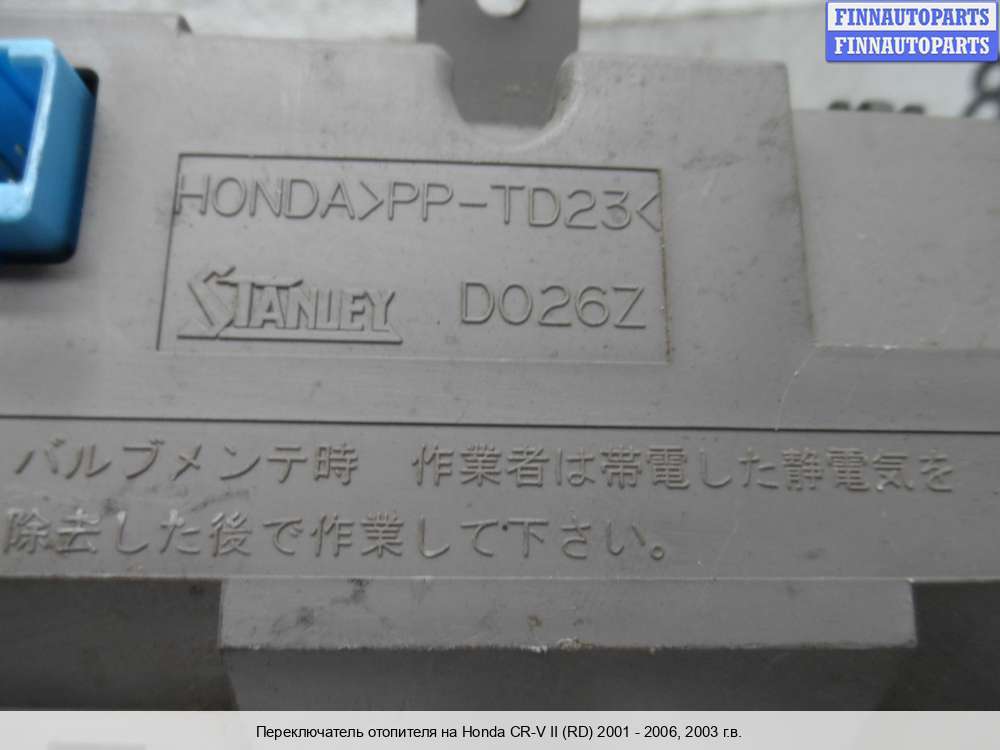 FINNAUTOPARTS
FINNAUTOPARTS
HONDA>PP-TD23<
STANLEY D026Z
バルブメンテ時 作業者は帯電した静電気を
除去した後で作業して下さい。
Переключатель отопителя на Honda CR-V II (RD) 2001 - 2006, 2003 г.в.